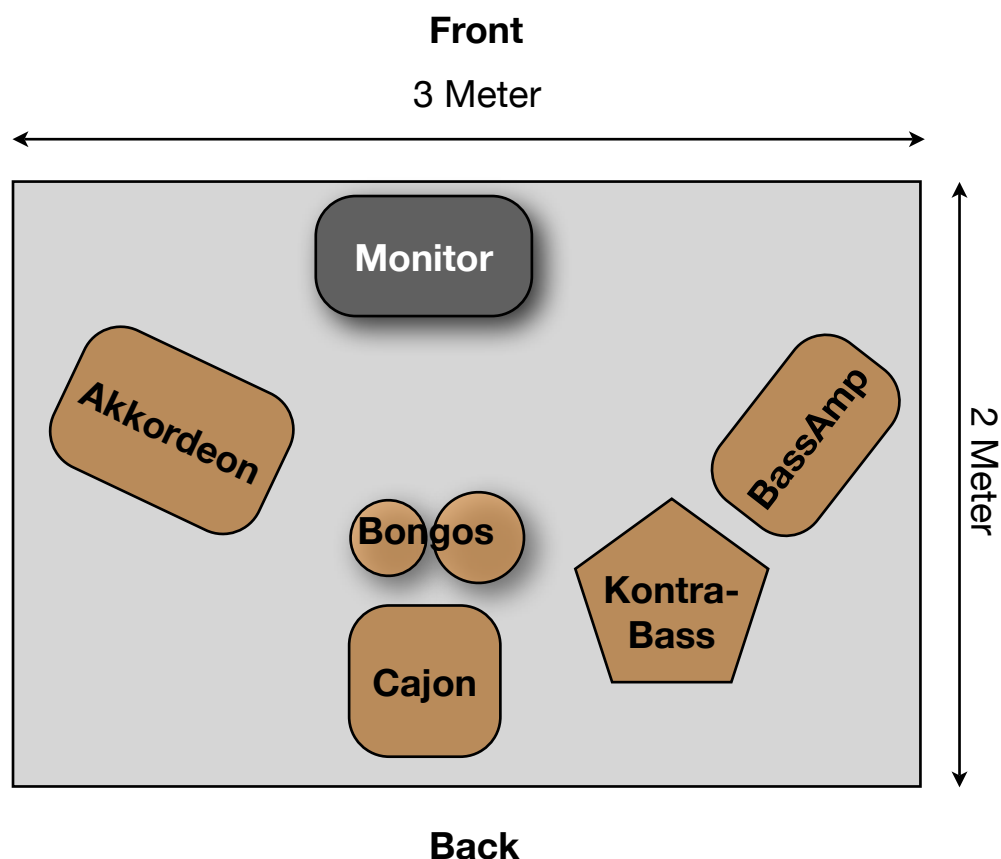 Front
3 Meter
Monitor
Akkordeon
BassAmp
2 Meter
Bongos
Kontra-
Bass
Cajon
Back